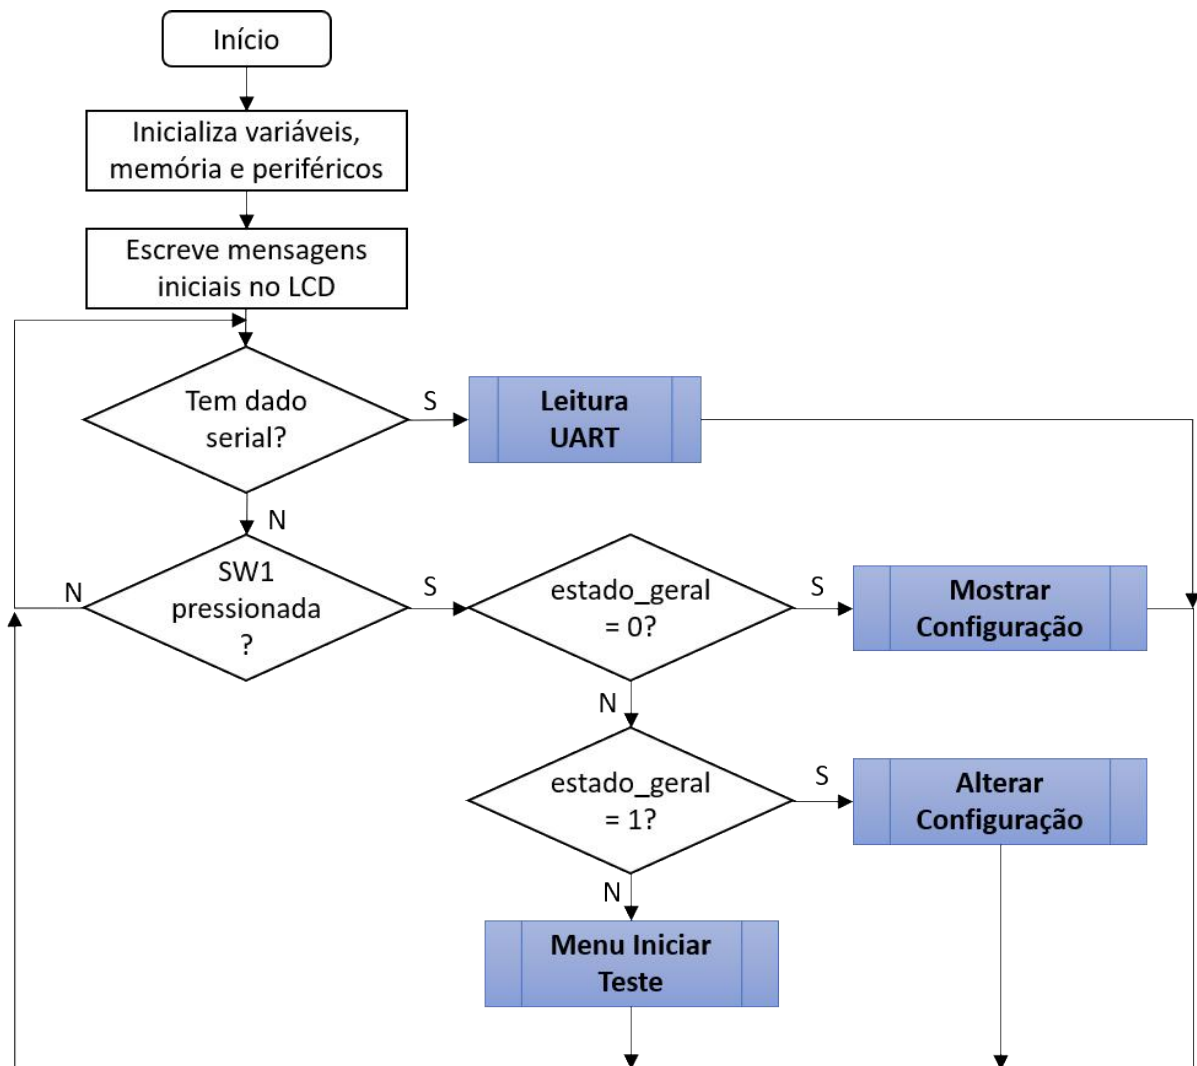 Início
Inicializa variáveis,
memória e periféricos
Escreve mensagens
iniciais no LCD
Tem dado
serial?
S
Leitura
UART
N
SW1
pressionada
?
N
S
estado_geral
= 0?
S
Mostrar
Configuração
N
estado_geral
= 1?
S
Alterar
Configuração
N
Menu Iniciar
Teste